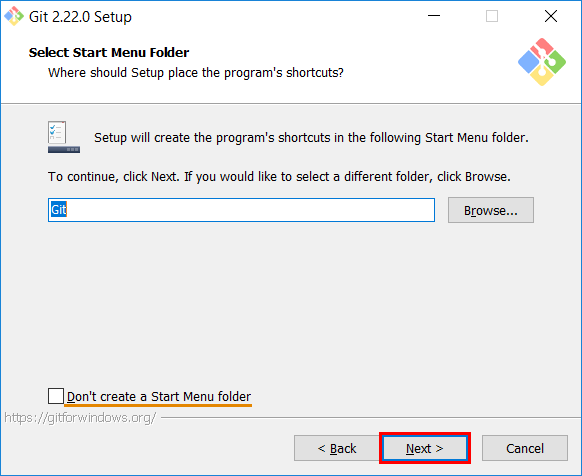 Git 2.22.0 Setup
Select Start Menu Folder
Where should Setup place the program's shortcuts?
Setup will create the program's shortcuts in the following Start Menu folder.
To continue, click Next. If you would like to select a different folder, click Browse.
Git
Browse...
Don't create a Start Menu folder
https://gitforwindows.org/
< Back
Next >
Cancel